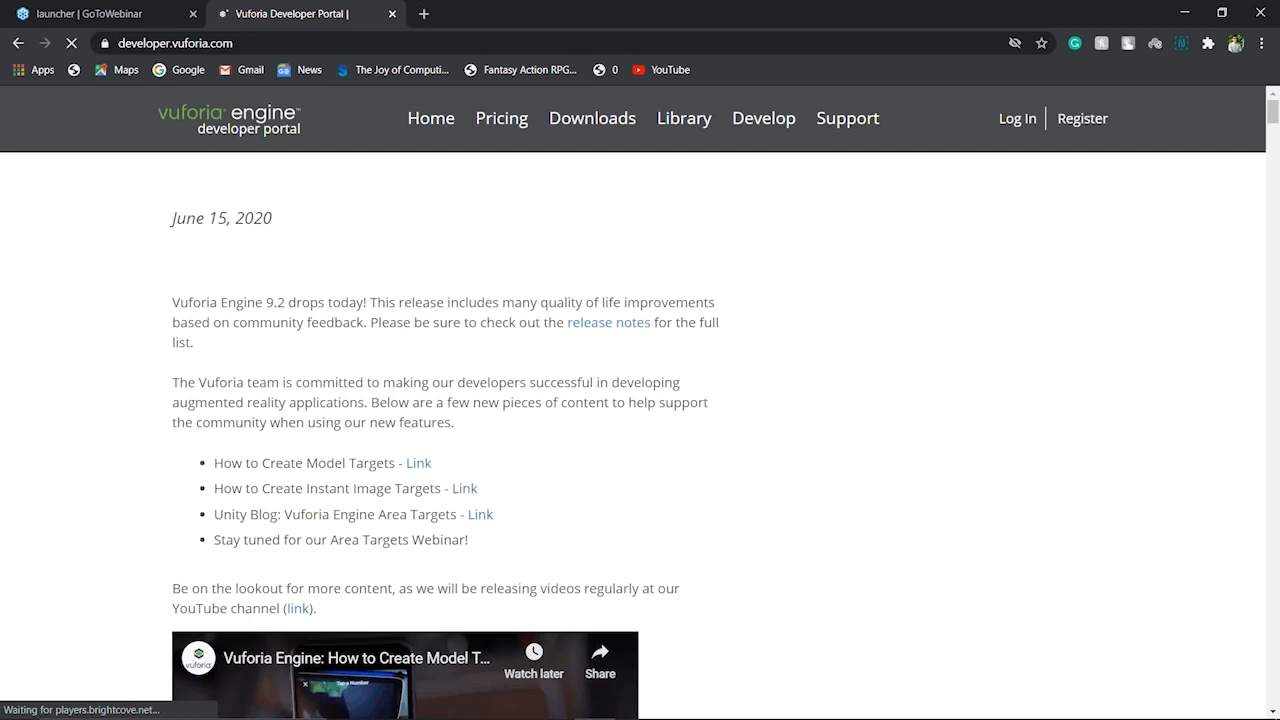 launcher | GoToWebinar
Vuforia Developer Portal |
developer.vuforia.com
Apps
Maps
Google
Gmail
News
The Joy of Computi...
Fantasy Action RPG...
0
YouTube
vuforia® engine™
developer portal
Home
Pricing
Downloads
Library
Develop
Support
Log In
Register
June 15, 2020
Vuforia Engine 9.2 drops today! This release includes many quality of life improvements
based on community feedback. Please be sure to check out the release notes for the full
list.
The Vuforia team is committed to making our developers successful in developing
augmented reality applications. Below are a few new pieces of content to help support
the community when using our new features.
• How to Create Model Targets - Link
• How to Create Instant Image Targets - Link
• Unity Blog: Vuforia Engine Area Targets - Link
• Stay tuned for our Area Targets Webinar!
Be on the lookout for more content, as we will be releasing videos regularly at our
YouTube channel (link).
vuforia
Vuforia Engine: How to Create Model T...
Watch later
Share
Tap a Number
Waiting for players.brightcove.net...